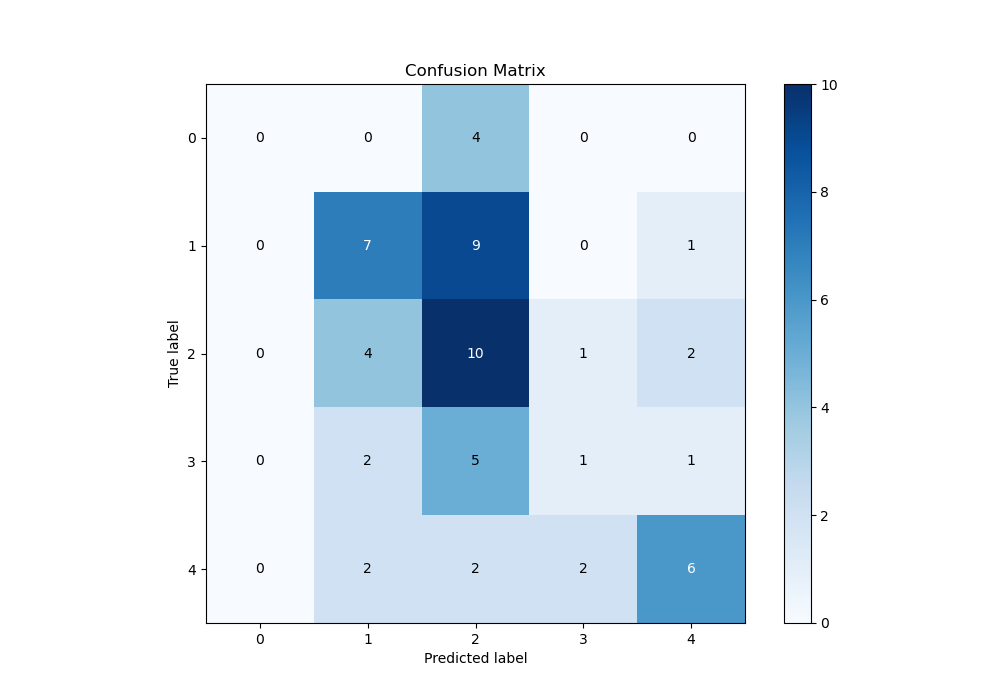 Confusion Matrix
0 0 0 4 0 0
1 0 7 9 0 1
2 0 4 10 1 2
3 0 2 5 1 1
4 0 2 2 2 6
0 1 2 3 4
True label
Predicted label
10
8
6
4
2
0